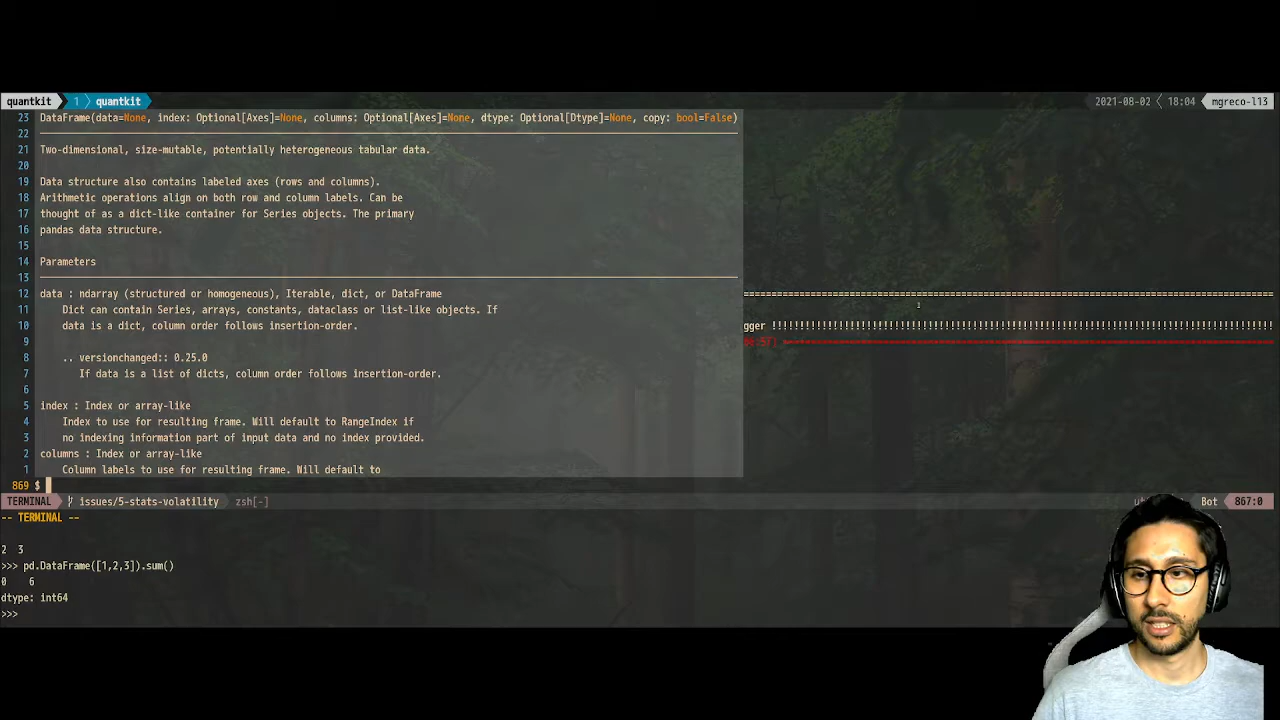 quantkit 1 quantkit 2021-08-02 18:04 mgreco-l13
23 DataFrame(data=None, index: Optional[Axes]=None, columns: Optional[Axes]=None, dtype: Optional[Dtype]=None, copy: bool=False)
22
21 Two-dimensional, size-mutable, potentially heterogeneous tabular data.
20
19 Data structure also contains labeled axes (rows and columns).
18 Arithmetic operations align on both row and column labels. Can be
17 thought of as a dict-like container for Series objects. The primary
16 pandas data structure.
15
14 Parameters
13
12 data : ndarray (structured or homogeneous), Iterable, dict, or DataFrame
11 Dict can contain Series, arrays, constants, dataclass or list-like objects. If
10 data is a dict, column order follows insertion-order.
gger !!!!!!!!!!!!!!!!!!!!!!!!!!!!!!!!!!!!!!!!!!!!!!!!!!!!!!!!!!!!!!!!!!!!!!!!!!!!!!!!!!!!!!!!!!
9
8 .. versionchanged:: 0.25.0
7 If data is a list of dicts, column order follows insertion-order.
6
5 index : Index or array-like
4 Index to use for resulting frame. Will default to RangeIndex if
3 no indexing information part of input data and no index provided.
2 columns : Index or array-like
1 Column labels to use for resulting frame. Will default to
869 $
TERMINAL issues/5-stats-volatility zsh[-] Bot 867:0
-- TERMINAL --
2 3
>>> pd.DataFrame([1,2,3]).sum()
0 6
dtype: int64
>>>